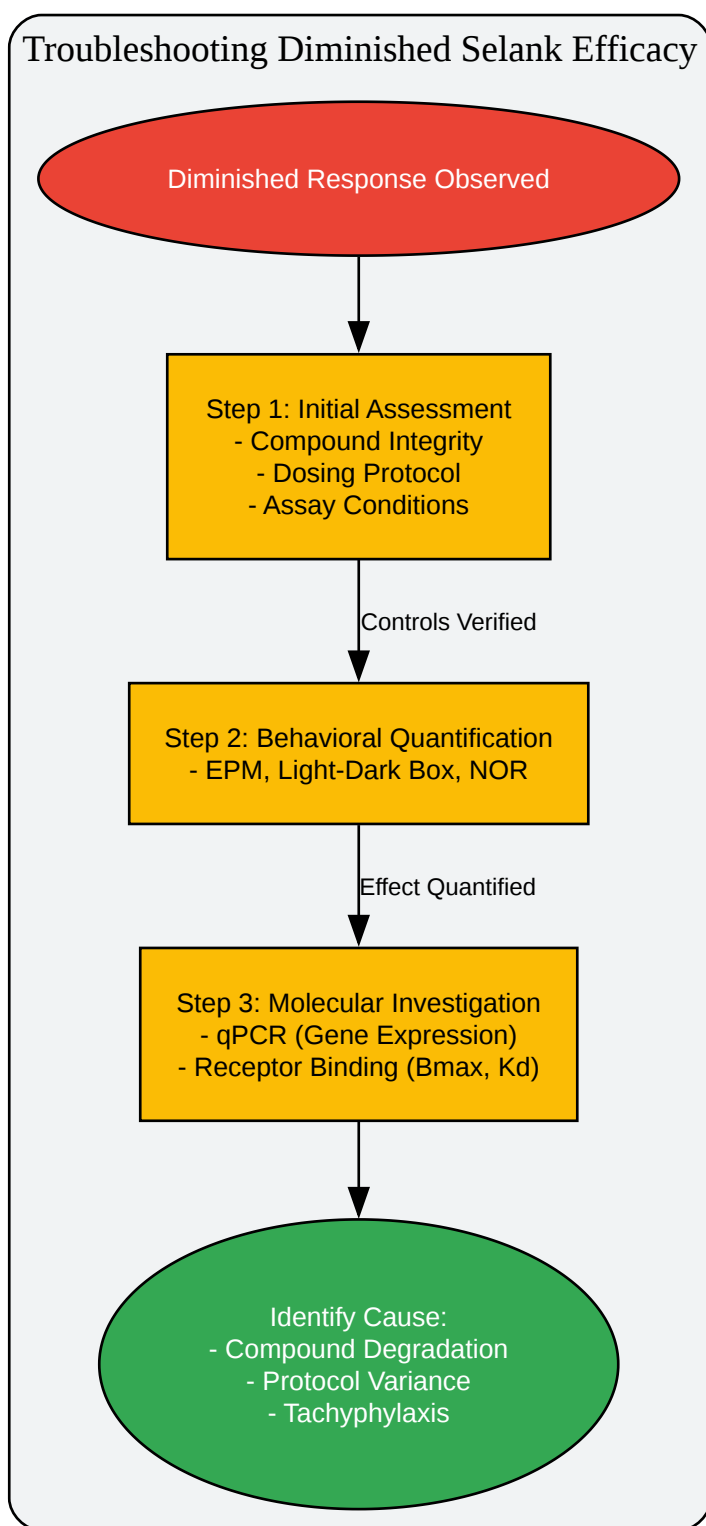 Troubleshooting Diminished Selank Efficacy
Diminished Response Observed
Step 1: Initial Assessment
- Compound Integrity
- Dosing Protocol
- Assay Conditions
Controls Verified
Step 2: Behavioral Quantification
- EPM, Light-Dark Box, NOR
Effect Quantified
Step 3: Molecular Investigation
- qPCR (Gene Expression)
- Receptor Binding (Bmax, Kd)
Identify Cause:
- Compound Degradation
- Protocol Variance
- Tachyphylaxis